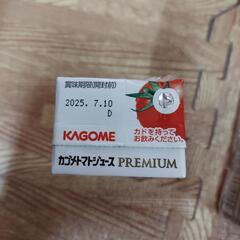 賞味期限(開封前)
2025. 7.10
D
KAGOME
カドを持って
お飲みください。
カゴメトマトジュース PREMIUM